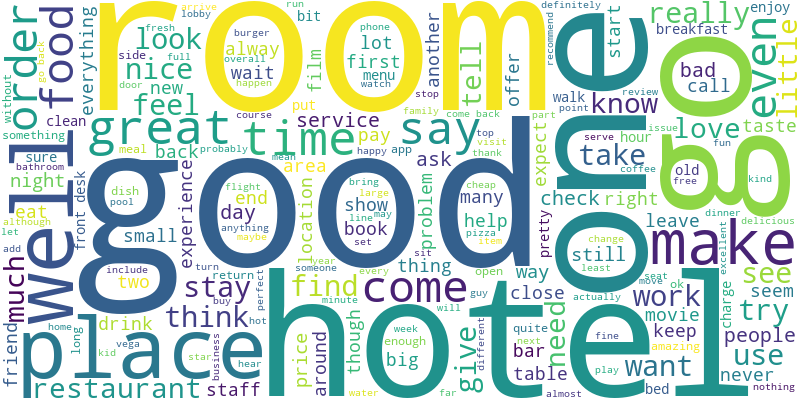 room
good
hotel
one
go
place
well
great
time
say
make
come
food
order
look
nice
feel
everything
alway
wait
lot
first
menu
phone
watch
film
bit
run
burger
overall
happen
fresh
arrive
lobby
side
full
door
new
without
go back
clean
something
sure
bathroom
night
eat
although
let
add
much
friend
include
two
drink
home
long
kid
vega
restaurant
staff
think
stay
small
day
end
experience
front desk
dish
pool
meal
probably
back
course
service
put
pay
area
mean
happy
app
ask
top
visit
thank
family
come back
stop
another
tell
offer
definitely
recommend
walk
point
know
review
part
expect
start
really
breakfast
enjoy
even
little
bad
call
love
taste
issue
fun
hour
serve
coffee
take
old
free
kind
check
right
leave
dinner
delicious
still
change
least
see
seem
try
use
people
never
nothing
excellent
charge
move
ok
seat
work
movie
keep
amazing
actually
want
fine
play
bed
almost
table
bar
quite
next
different
need
way
close
open
guy
give
item
pizza
cheap
help
many
problem
sit
thing
every
will
far
enough
week
big
though
minute
water
around
price
find
year
someone
location
flight
anything
maybe
show
book
bring
large
line
may
set
turn
return
buy
perfect
hot
hear
star
business
pretty